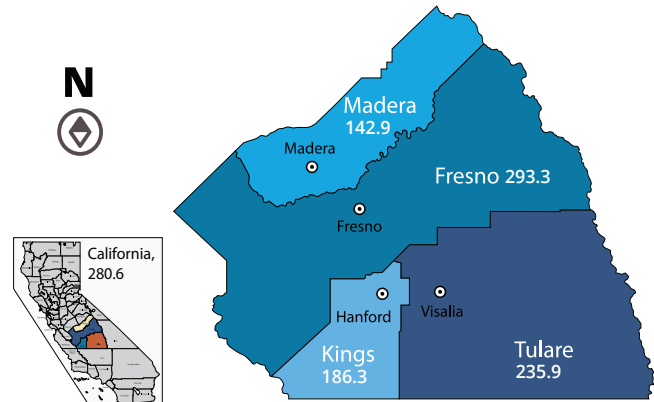 N
Madera
142.9
Madera
Fresno 293.3
Fresno
California,
280.6
Hanford
Visalia
Kings
186.3
Tulare
235.9